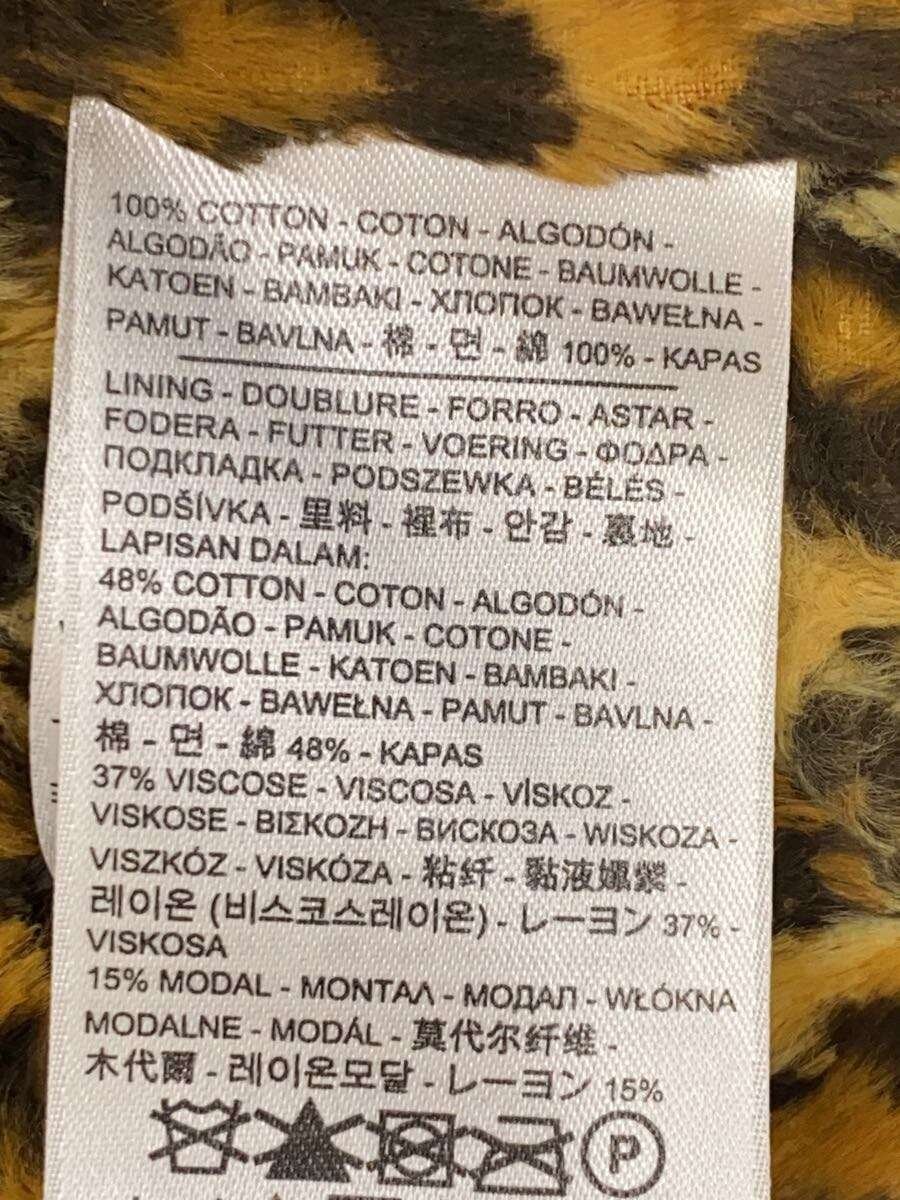 100% COTTON - COTON - ALGODÓN -
ALGODÃO - PAMUK - COTONE - BAUMWOLLE -
KATOEN - BAMBAKI - ХЛОПОК - BAWEŁNA -
PAMUT - BAVLNA - 棉 - 면 - 綿 100% - KAPAS
LINING - DOUBLURE - FORRO - ASTAR -
FODERA - FUTTER - VOERING - ΦΟΔΡΑ -
ПОДКЛАДКА - PODSZEWKA - BÉLÉS -
PODŠÍVKA - 里料 - 裡布 - 안감 - 裏地 -
LAPISAN DALAM:
48% COTTON - COTON - ALGODÓN -
ALGODÃO - PAMUK - COTONE -
BAUMWOLLE - KATOEN - BAMBAKI -
ХЛОПОК - BAWEŁNA - PAMUT - BAVLNA -
棉 - 면 - 綿 48% - KAPAS
37% VISCOSE - VISCOSA - VİSKOZ -
VISKOSE - ΒΙΣΚΟΖΗ - ВИСКОЗА - WISKOZA -
VISZKÓZ - VISKÓZA - 粘纤 - 黏液嫘縈 -
레이온 (비스코스레이온) - レーヨン 37% -
VISKOSA
15% MODAL - ΜΟΝΤΑΛ - МОДАЛ - WŁÓKNA
MODALNE - MODÁL - 莫代尔纤维 -
木代爾 - 레이온모달 - レーヨン 15%
P